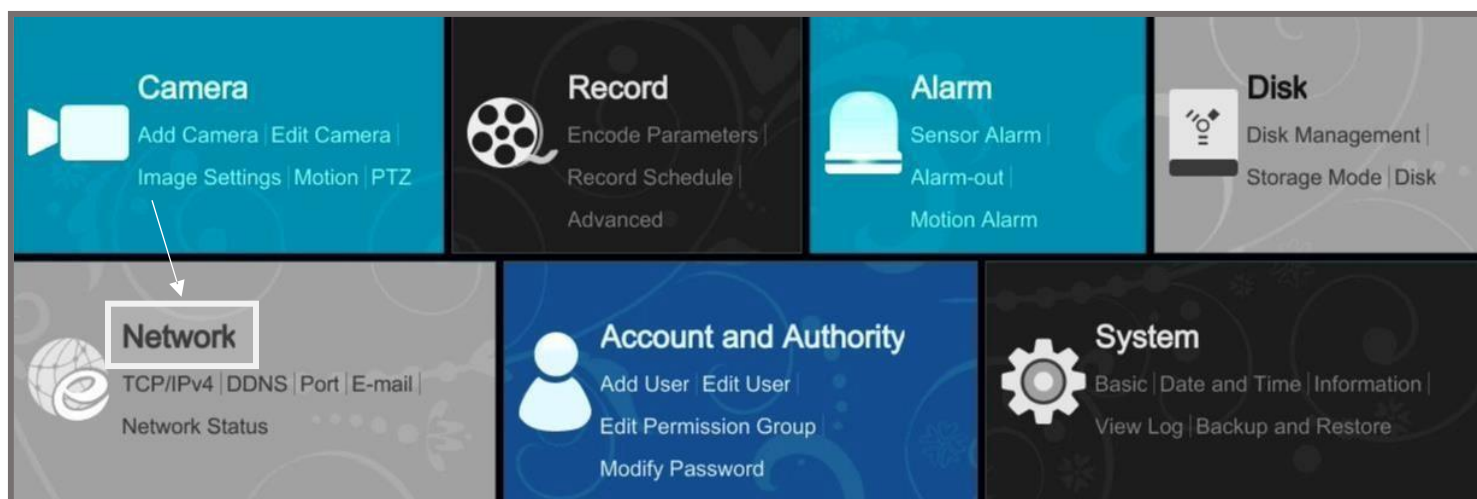 Camera
Add Camera | Edit Camera |
Image Settings | Motion | PTZ
Record
Encode Parameters |
Record Schedule |
Advanced
Alarm
Sensor Alarm |
Alarm-out |
Motion Alarm
Disk
Disk Management |
Storage Mode | Disk
Network
TCP/IPv4 | DDNS | Port | E-mail |
Network Status
Account and Authority
Add User | Edit User |
Edit Permission Group |
Modify Password
System
Basic | Date and Time | Information |
View Log | Backup and Restore